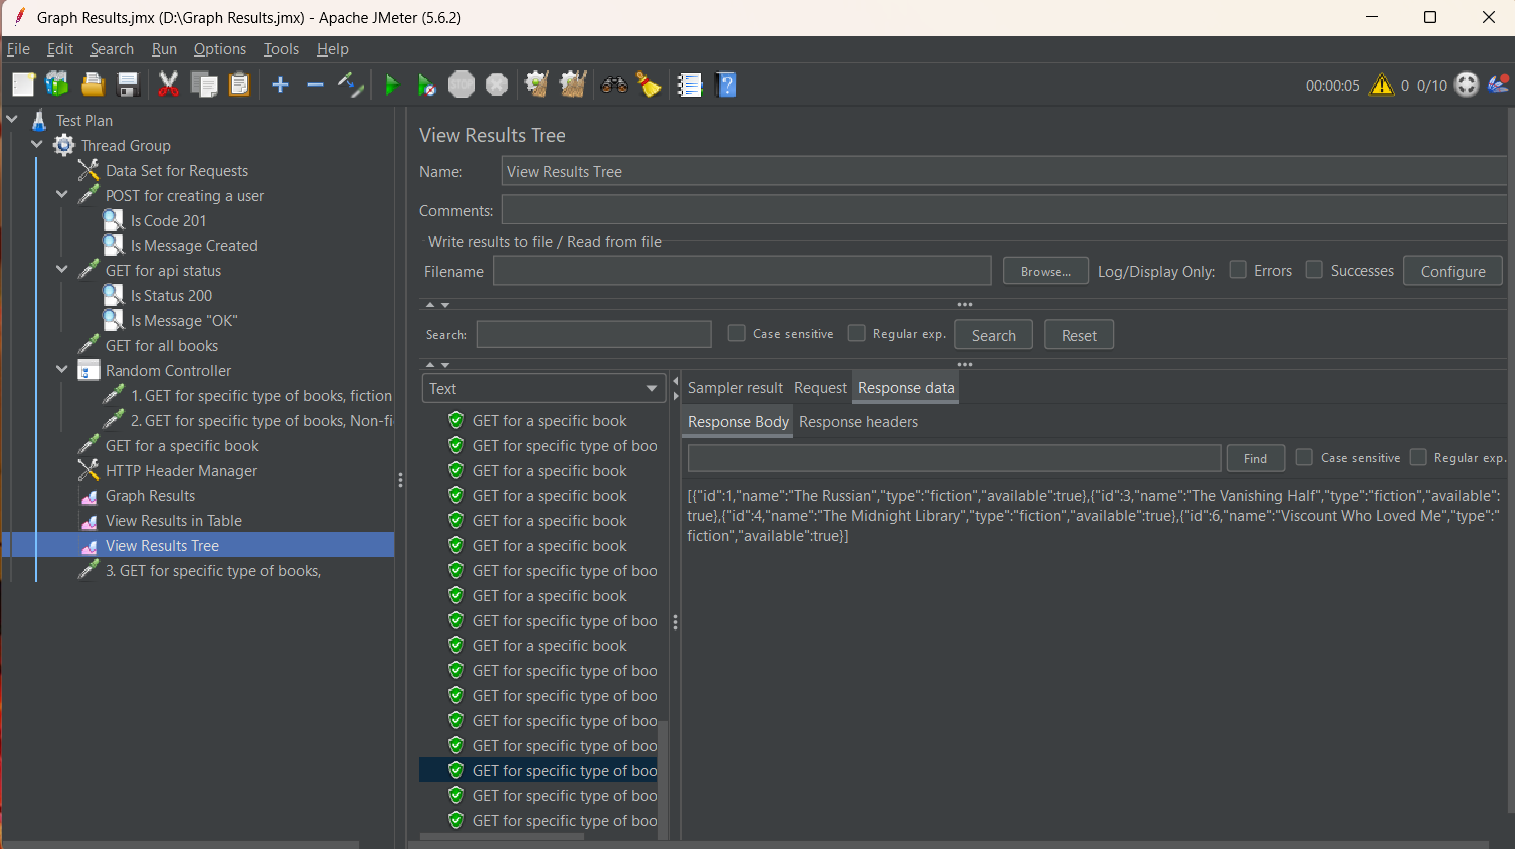 Graph Results.jmx (D:\Graph Results.jmx) - Apache JMeter (5.6.2)
File Edit Search Run Options Tools Help
00:00:05 0 0/10
Test Plan
Thread Group
Data Set for Requests
POST for creating a user
Is Code 201
Is Message Created
GET for api status
Is Status 200
Is Message "OK"
GET for all books
Random Controller
1. GET for specific type of books, fiction
2. GET for specific type of books, Non-fi
GET for a specific book
HTTP Header Manager
Graph Results
View Results in Table
View Results Tree
3. GET for specific type of books,
View Results Tree
Name: View Results Tree
Comments:
Write results to file / Read from file
Filename Browse... Log/Display Only: Errors Successes Configure
Search: Case sensitive Regular exp. Search Reset
Text
GET for a specific book
GET for specific type of boo
GET for a specific book
GET for a specific book
GET for a specific book
GET for a specific book
GET for specific type of boo
GET for a specific book
GET for specific type of boo
GET for a specific book
GET for specific type of boo
GET for specific type of boo
GET for specific type of boo
GET for specific type of boo
GET for specific type of boo
GET for specific type of boo
GET for specific type of boo
Sampler result Request Response data
Response Body Response headers
Find Case sensitive Regular exp.
[{"id":1,"name":"The Russian","type":"fiction","available":true},{"id":3,"name":"The Vanishing Half","type":"fiction","available":
true},{"id":4,"name":"The Midnight Library","type":"fiction","available":true},{"id":6,"name":"Viscount Who Loved Me","type":"
fiction","available":true}]